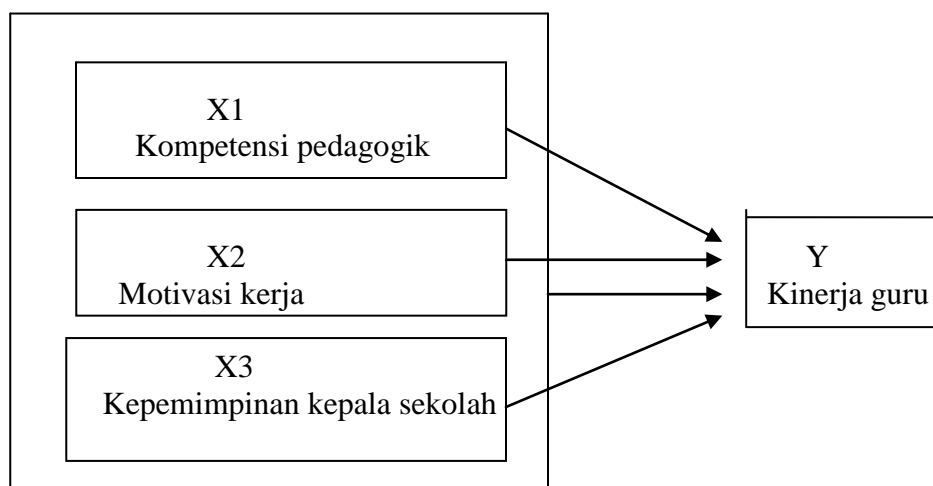 X1
Kompetensi pedagogik
X2
Motivasi kerja
X3
Kepemimpinan kepala sekolah
Y
Kinerja guru